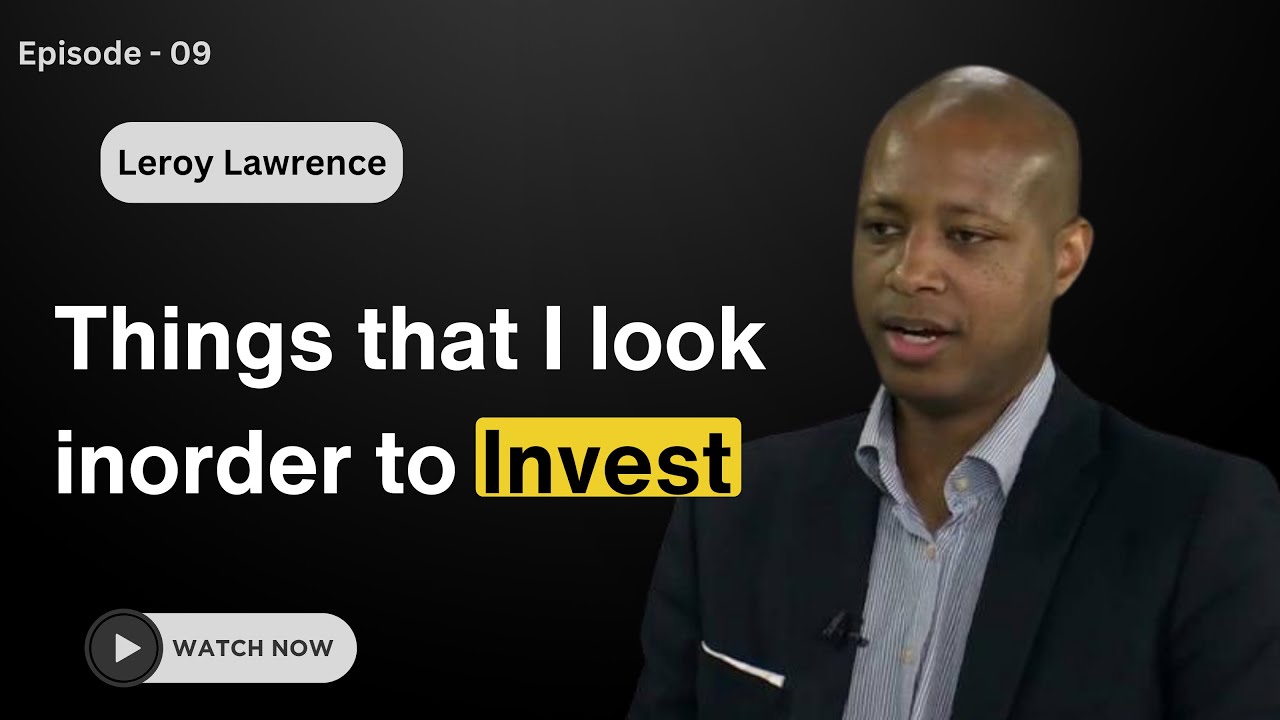 Episode - 09
Leroy Lawrence
Things that I look
inorder to Invest
WATCH NOW